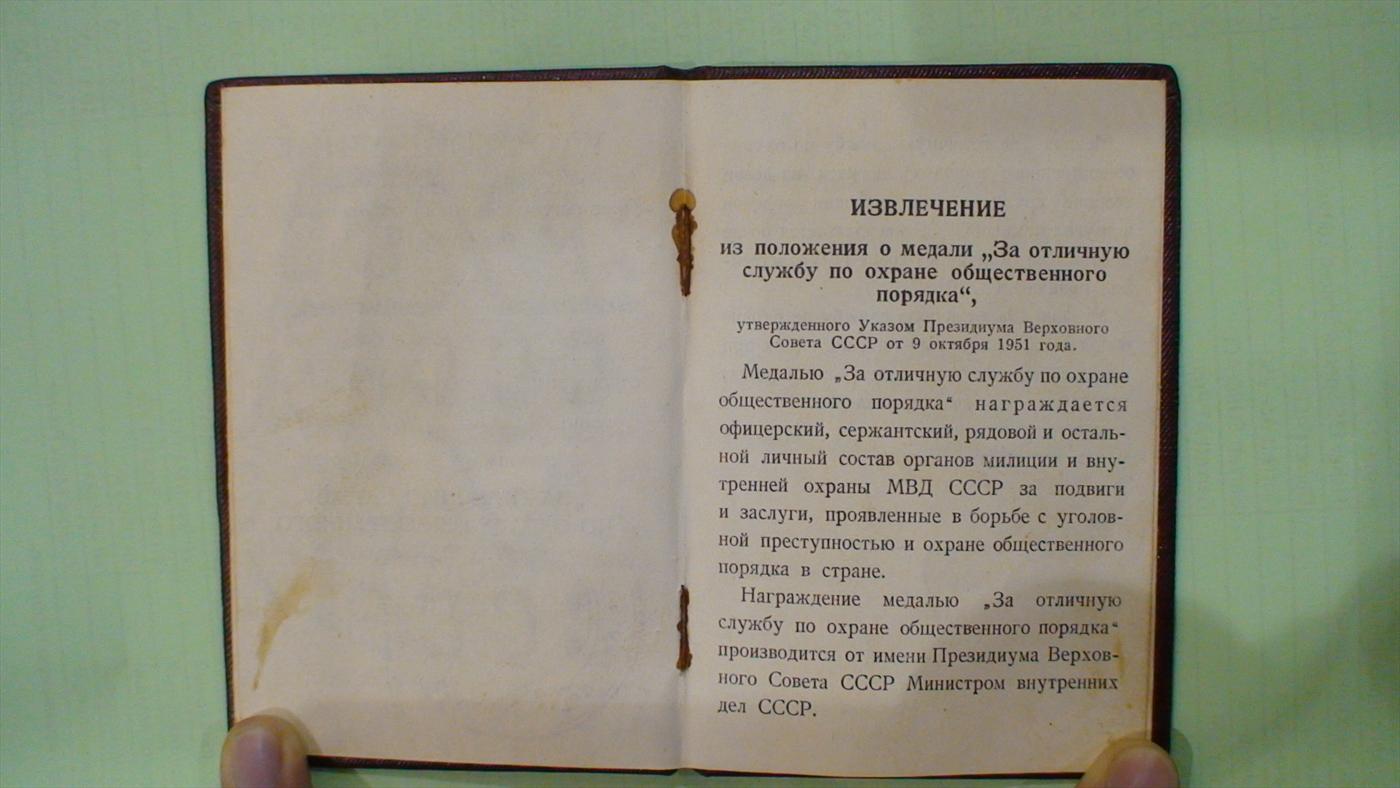 ИЗВЛЕЧЕНИЕ
из положения о медали „За отличную
службу по охране общественного
порядка“,
утвержденного Указом Президиума Верховного
Совета СССР от 9 октября 1951 года.
Медалью „За отличную службу по охране
общественного порядка“ награждается
офицерский, сержантский, рядовой и осталь-
ной личный состав органов милиции и вну-
тренней охраны МВД СССР за подвиги
и заслуги, проявленные в борьбе с уголов-
ной преступностью и охране общественного
порядка в стране.
Награждение медалью „За отличную
службу по охране общественного порядка“
производится от имени Президиума Верхов-
ного Совета СССР Министром внутренних
дел СССР.